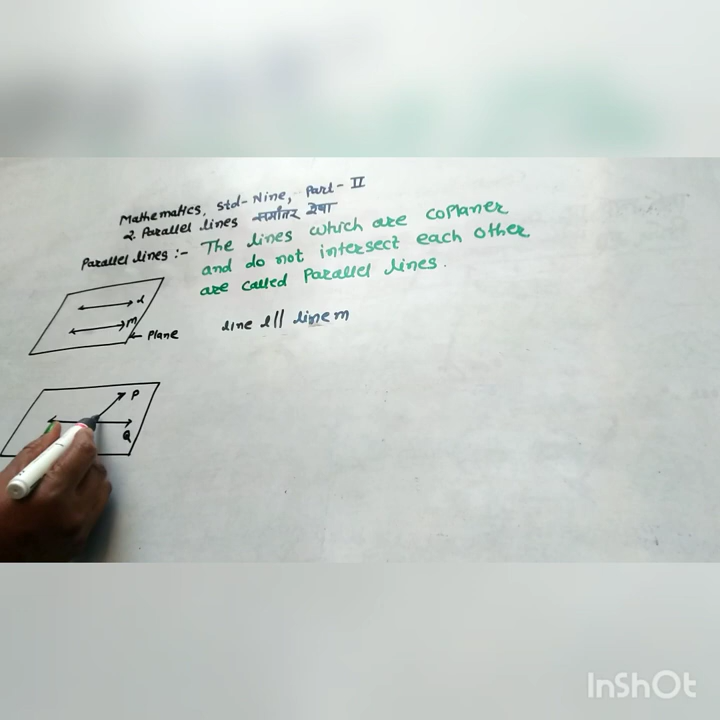 Mathematics, Std-Nine, Part-II
2. Parallel lines समांतर रेषा
Parallel lines :- The lines which are coplaner
and do not intersect each other
are called Parallel lines.
l
m
Plane
line l || line m
P
Q
InShOt